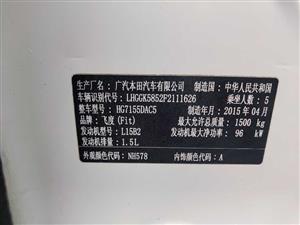 生产厂名：广汽本田汽车有限公司 制造国：中华人民共和国
车辆识别代号：LHGGK5852F2111626 乘坐人数：5
整车型号：HG7155DAC5 制造年月：2015年04月
品牌：飞度(Fit) 最大允许总质量：1500 kg
发动机型号：L15B2 发动机最大净功率：96 kW
发动机排量：1.5L
外观颜色代码：NH578 内饰颜色代码：A